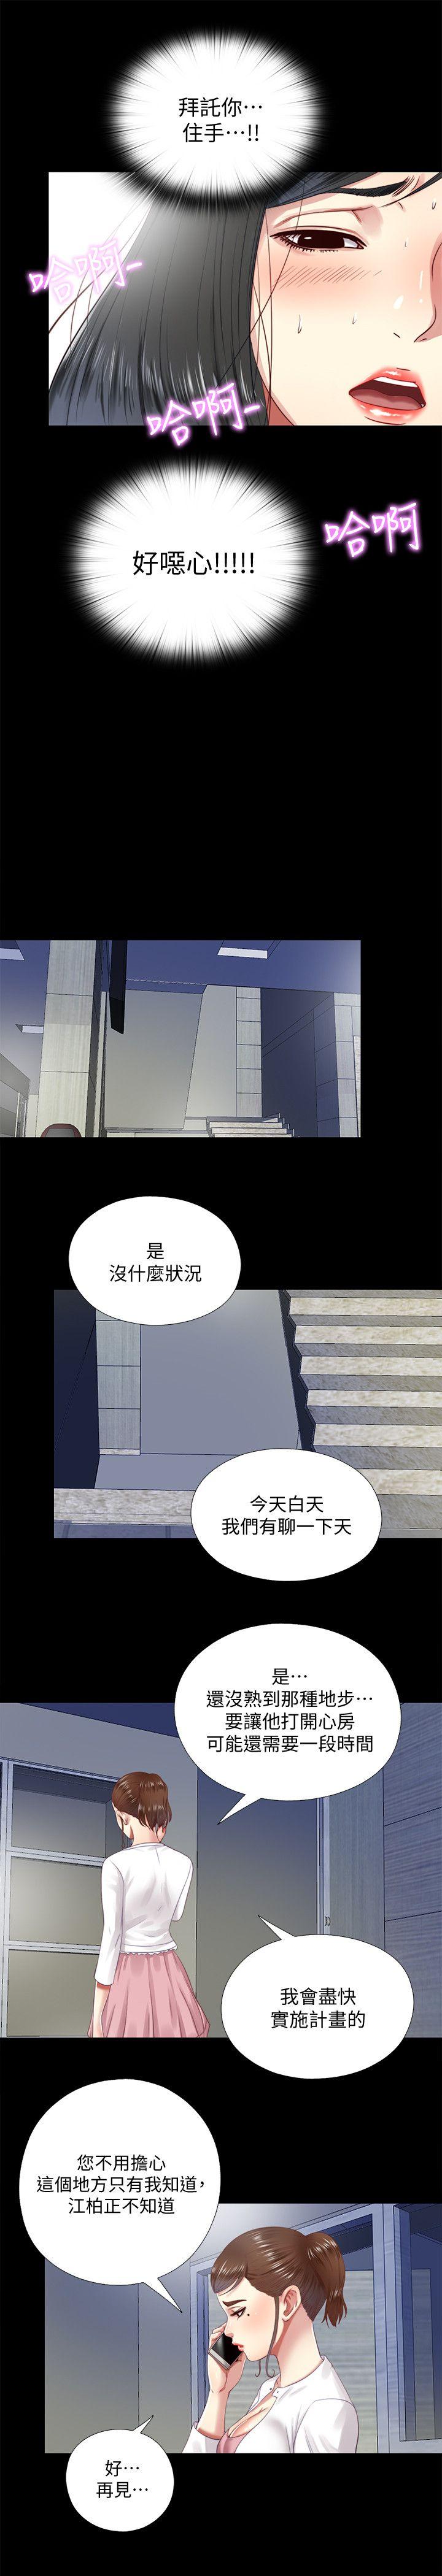 拜託你⋯
住手⋯!!
哈啊~
哈啊~
哈啊
好噁心!!!!!
是
沒什麼狀況
今天白天
我們有聊一下天
是⋯
還沒熟到那種地步⋯
要讓他打開心房
可能還需要一段時間
我會盡快
實施計畫的
您不用擔心
這個地方只有我知道,
江柏正不知道
好⋯
再見⋯